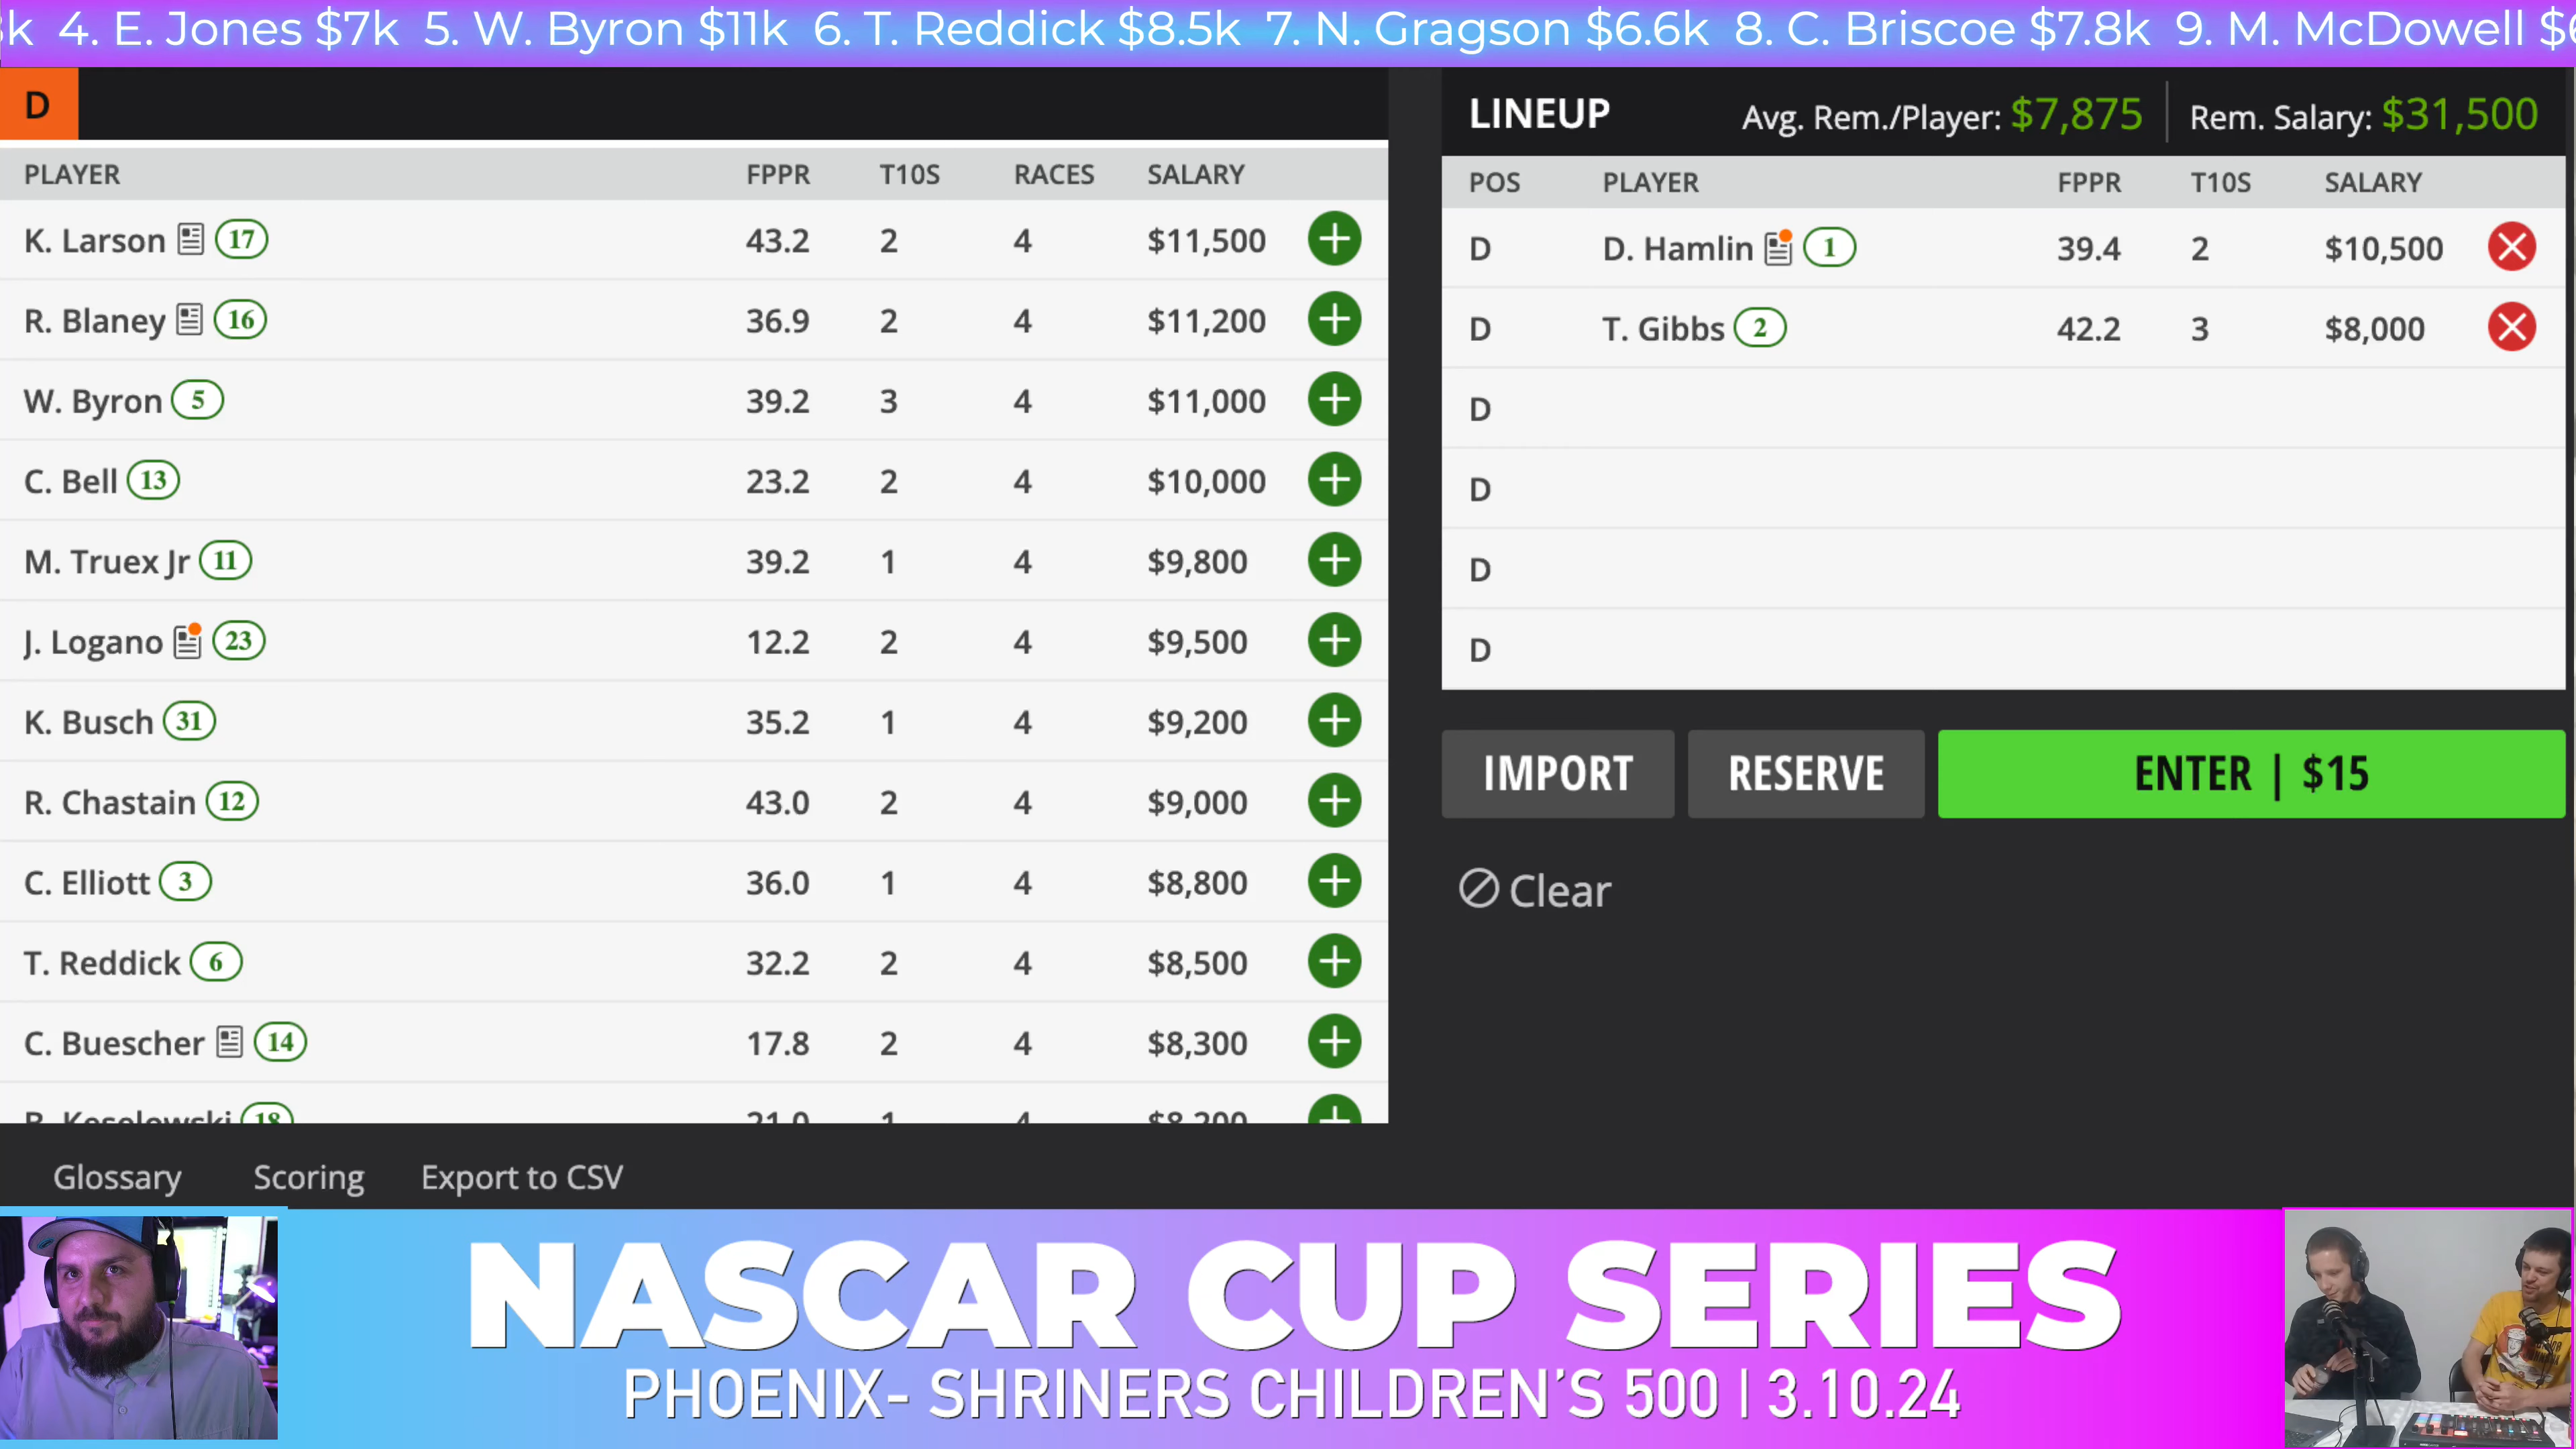 k 4. E. Jones $7k 5. W. Byron $11k 6. T. Reddick $8.5k 7. N. Gragson $6.6k 8. C. Briscoe $7.8k 9. M. McDowell
D
PLAYER FPPR T10S RACES SALARY
K. Larson 17 43.2 2 4 $11,500
R. Blaney 16 36.9 2 4 $11,200
W. Byron 5 39.2 3 4 $11,000
C. Bell 13 23.2 2 4 $10,000
M. Truex Jr 11 39.2 1 4 $9,800
J. Logano 23 12.2 2 4 $9,500
K. Busch 31 35.2 1 4 $9,200
R. Chastain 12 43.0 2 4 $9,000
C. Elliott 3 36.0 1 4 $8,800
T. Reddick 6 32.2 2 4 $8,500
C. Buescher 14 17.8 2 4 $8,300
Keselowski 18 21.0 1 4 $8,200
Glossary Scoring Export to CSV
LINEUP Avg. Rem./Player: $7,875 Rem. Salary: $31,500
POS PLAYER FPPR T10S SALARY
D D. Hamlin 1 39.4 2 $10,500
D T. Gibbs 2 42.2 3 $8,000
D
D
D
D
IMPORT RESERVE ENTER | $15
Clear
NASCAR CUP SERIES
PHOENIX- SHRINERS CHILDREN'S 500 | 3.10.24